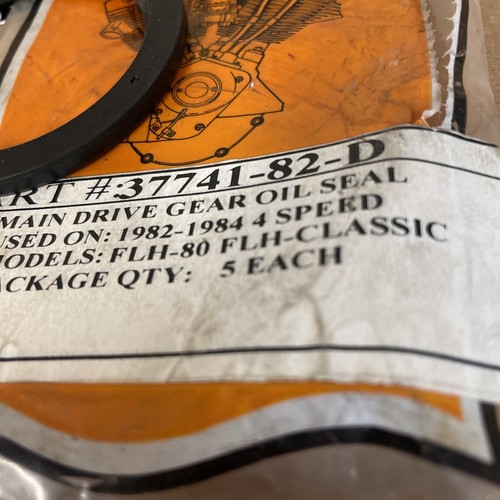 ART #:37741-82-D
MAIN DRIVE GEAR OIL SEAL
USED ON: 1982-1984 4 SPEED
MODELS: FLH-80 FLH-CLASSIC
ACKAGE QTY: 5 EACH